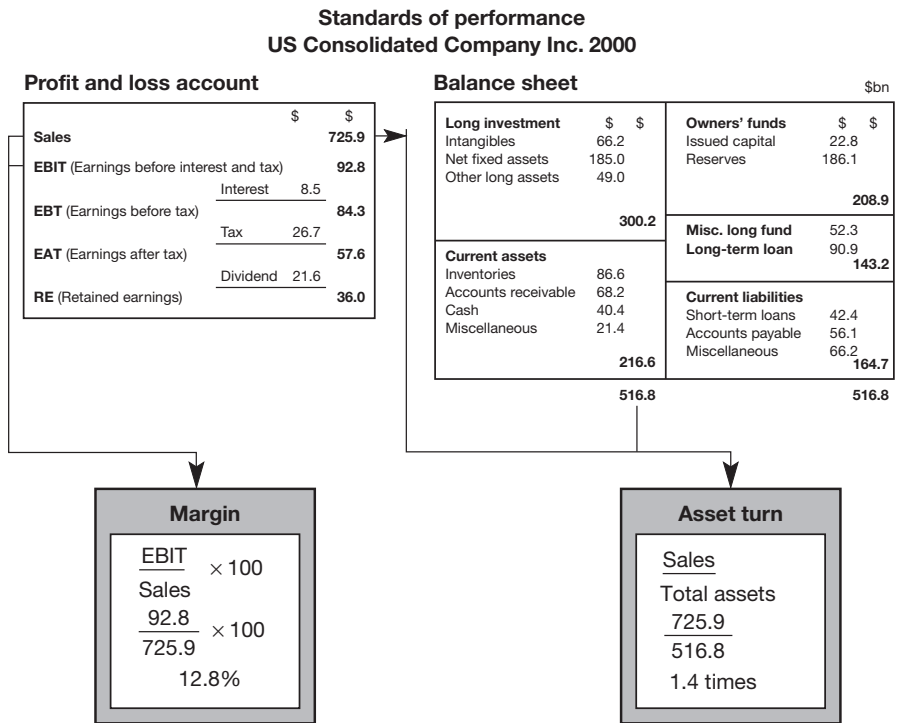 Standards of performance
US Consolidated Company Inc. 2000
Profit and loss account
$ $
Sales 725.9
EBIT (Earnings before interest and tax) 92.8
Interest 8.5
EBT (Earnings before tax) 84.3
Tax 26.7
EAT (Earnings after tax) 57.6
Dividend 21.6
RE (Retained earnings) 36.0
Balance sheet
$bn
Long investment $ $
Intangibles 66.2
Net fixed assets 185.0
Other long assets 49.0
300.2
Current assets
Inventories 86.6
Accounts receivable 68.2
Cash 40.4
Miscellaneous 21.4
216.6
516.8
Owners' funds $ $
Issued capital 22.8
Reserves 186.1
208.9
Misc. long fund 52.3
Long-term loan 90.9
143.2
Current liabilities
Short-term loans 42.4
Accounts payable 56.1
Miscellaneous 66.2
164.7
516.8
Margin
EBIT
× 100
Sales
92.8
× 100
725.9
12.8%
Asset turn
Sales
Total assets
725.9
516.8
1.4 times